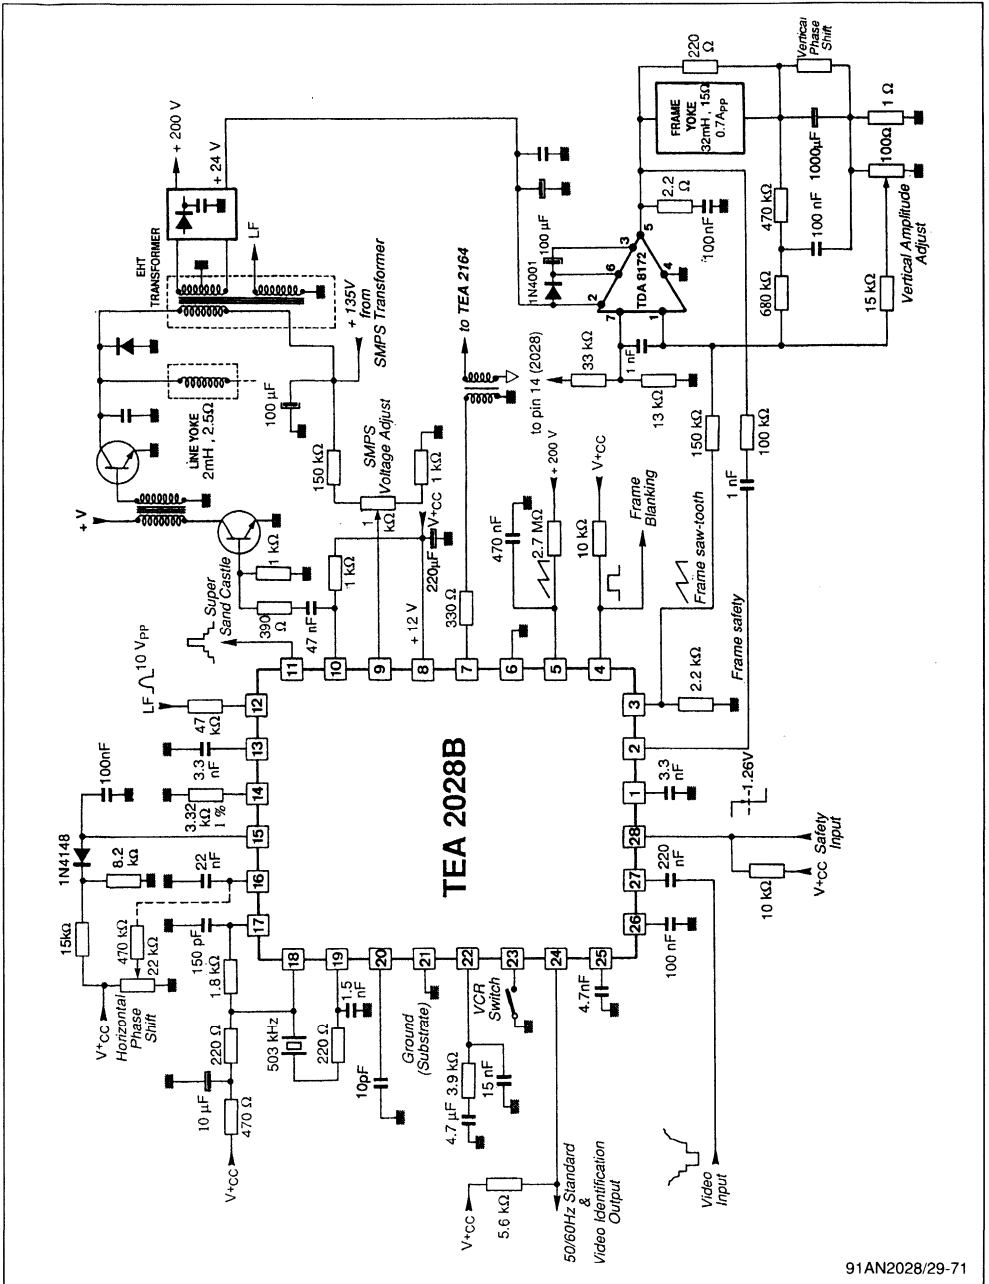 + 200 V
+ 24 V
EHT
TRANSFORMER
LF
+ 135V
from
SMPS Transformer
LINE YOKE
2mH , 2.5Ω
100 µF
150 kΩ
SMPS
Voltage Adjust
1
kΩ
1 kΩ
V+cc
220µF
+ V
1 kΩ
1 kΩ
390
Ω
47 nF
+ 12 V
Super
Sand Castle
to TEA 2164
330 Ω
470 nF
2.7 MΩ
+ 200 V
10 kΩ
V+cc
Frame
Blanking
to pin 14 (2028)
33 kΩ
1 nF
13 kΩ
1N4001
100 µF
TDA 8172
2
6
3
5
4
7
1
2.2
Ω
100nF
220
Ω
FRAME
YOKE
32mH , 15Ω
0.7App
Vertical
Phase
Shift
1000µF
1 Ω
100Ω
470 kΩ
100 nF
680 kΩ
15 kΩ
Vertical Amplitude
Adjust
150 kΩ
100 kΩ
1 nF
Frame saw-tooth
Frame safety
2.2 kΩ
11
10
9
8
7
6
5
4
LF
10 Vpp
47
kΩ
12
3.3
nF
13
3.32
kΩ
1 %
14
100nF
15
1N4148
8.2
kΩ
22
nF
16
15kΩ
470 kΩ
22 kΩ
150 pF
17
V+cc
Horizontal
Phase
Shift
1.8 kΩ
220 Ω
10 µF
470 Ω
V+cc
TEA 2028B
3
2
1
3.3
nF
1.26V
28
Safety
Input
V+cc
10 kΩ
27
220
nF
26
100 nF
18
19
20
21
22
23
24
25
503 kHz
1.5
nF
220 Ω
10pF
Ground
(Substrate)
3.9 kΩ
4.7 µF
15 nF
VCR
Switch
4.7nF
V+cc
5.6 kΩ
50/60Hz Standard
&
Video Identification
Output
Video
Input
91AN2028/29-71